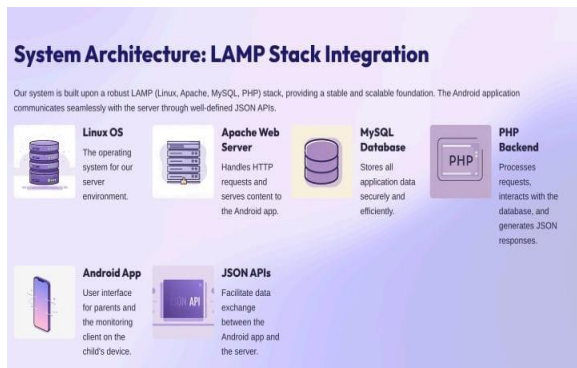 System Architecture: LAMP Stack Integration
Our system is built upon a robust LAMP (Linux, Apache, MySQL, PHP) stack, providing a stable and scalable foundation. The Android application
communicates seamlessly with the server through well-defined JSON APIs.
Linux OS
The operating
system for our
server
environment.
Apache Web
Server
Handles HTTP
requests and
serves content to
the Android app.
MySQL
Database
Stores all
application data
securely and
efficiently.
PHP
PHP
Backend
Processes
requests,
interacts with the
database, and
generates JSON
responses.
Android App
User interface
for parents and
the monitoring
client on the
child's device.
JSON API
JSON APIs
Facilitate data
exchange
between the
Android app and
the server.